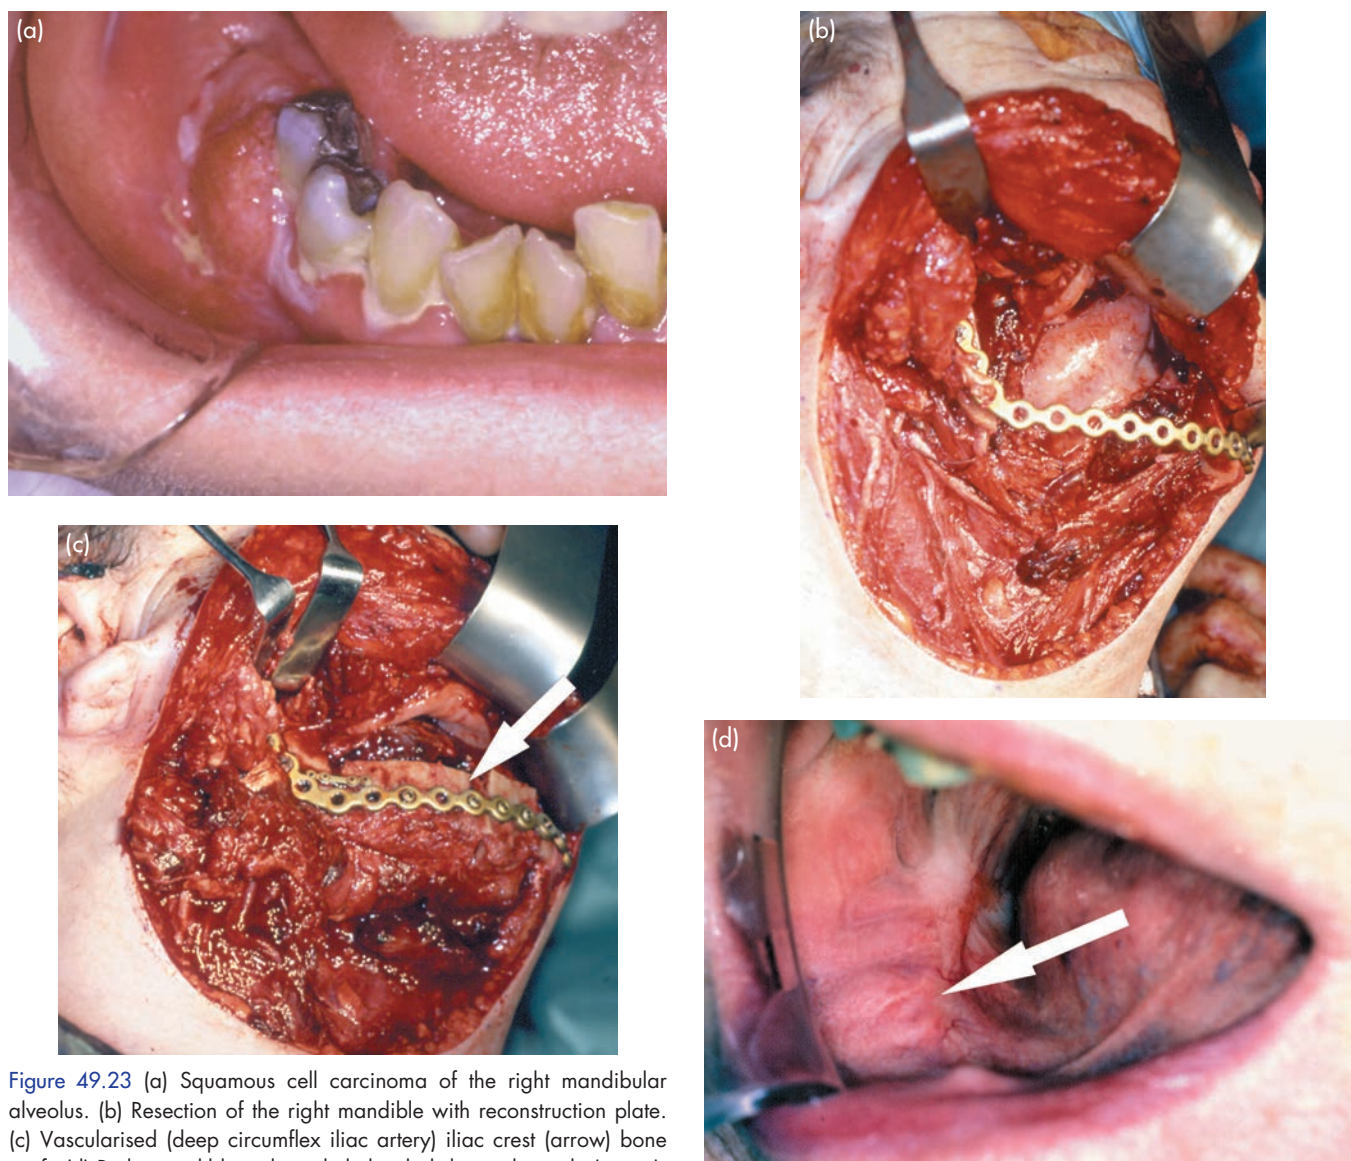 (a)
(b)
(c)
(d)
Figure 49.23 (a) Squamous cell carcinoma of the right mandibular
alveolus. (b) Resection of the right mandible with reconstruction plate.
(c) Vascularised (deep circumflex iliac artery) iliac crest (arrow) bone